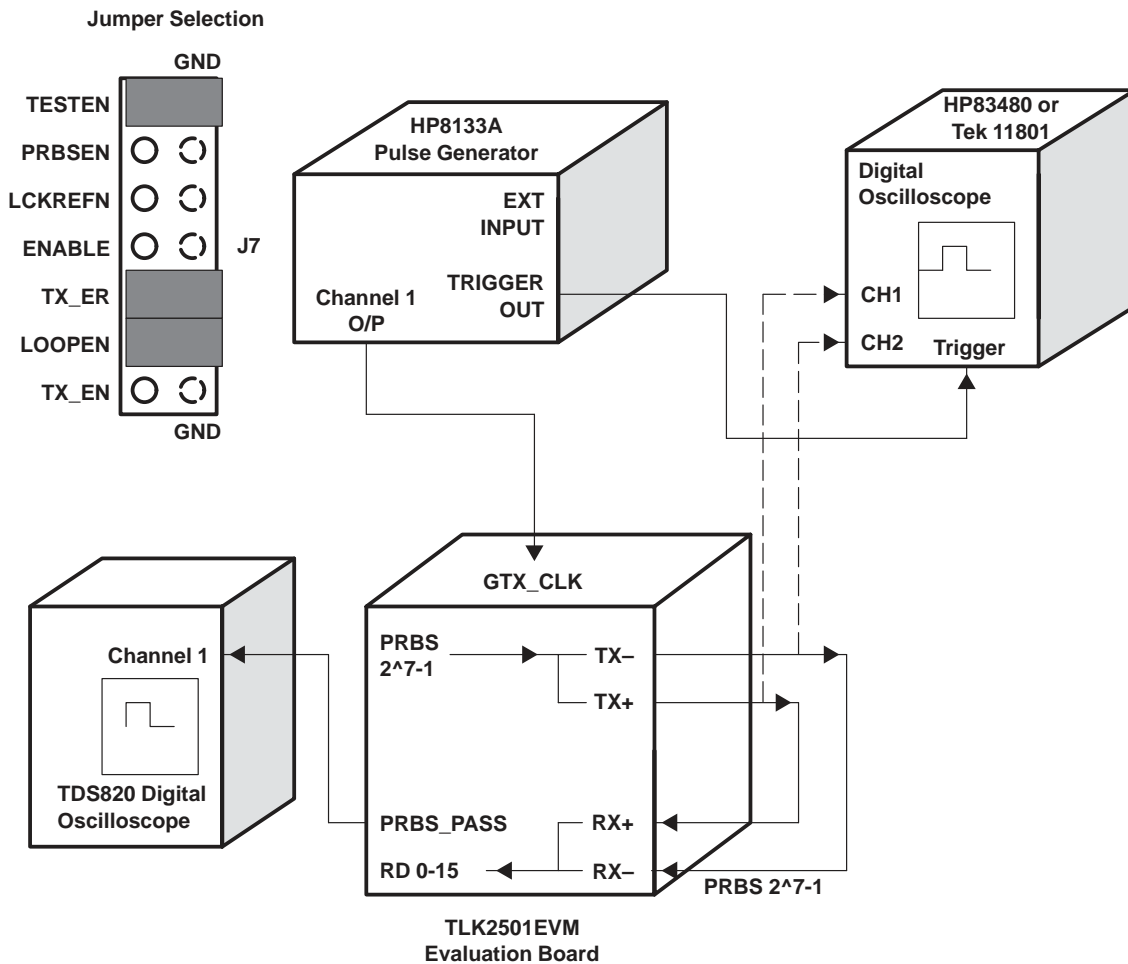 Jumper Selection
GND
TESTEN
PRBSEN
LCKREFN
ENABLE
J7
TX_ER
LOOPEN
TX_EN
GND
HP8133A
Pulse Generator
EXT
INPUT
TRIGGER
OUT
Channel 1
O/P
HP83480 or
Tek 11801
Digital
Oscilloscope
CH1
CH2
Trigger
GTX_CLK
PRBS
2^7-1
TX–
TX+
PRBS_PASS
RX+
RD 0-15
RX–
PRBS 2^7-1
Channel 1
TDS820 Digital
Oscilloscope
TLK2501EVM
Evaluation Board